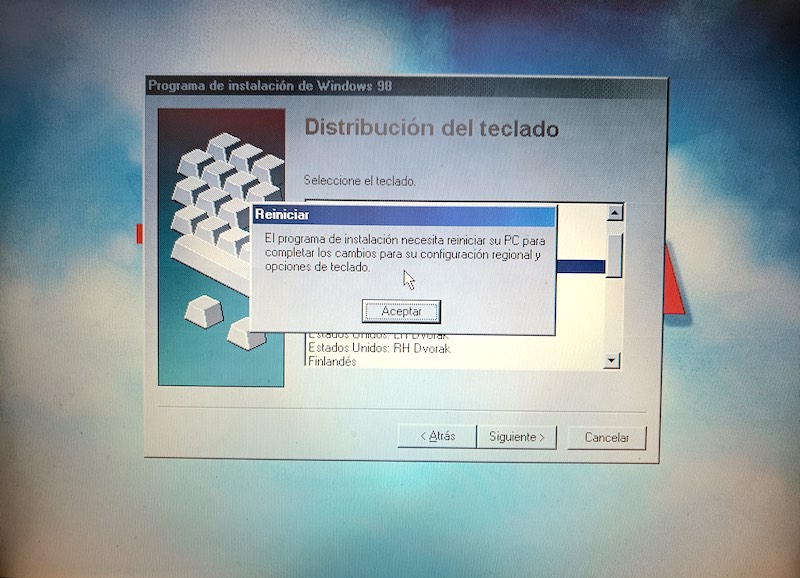 Programa de instalación de Windows 98
Distribución del teclado
Seleccione el teclado.
Reiniciar
El programa de instalación necesita reiniciar su PC para
completar los cambios para su configuración regional y
opciones de teclado.
Aceptar
Estados Unidos: LH Dvorak
Estados Unidos: RH Dvorak
Finlandés
< Atrás
Siguiente >
Cancelar